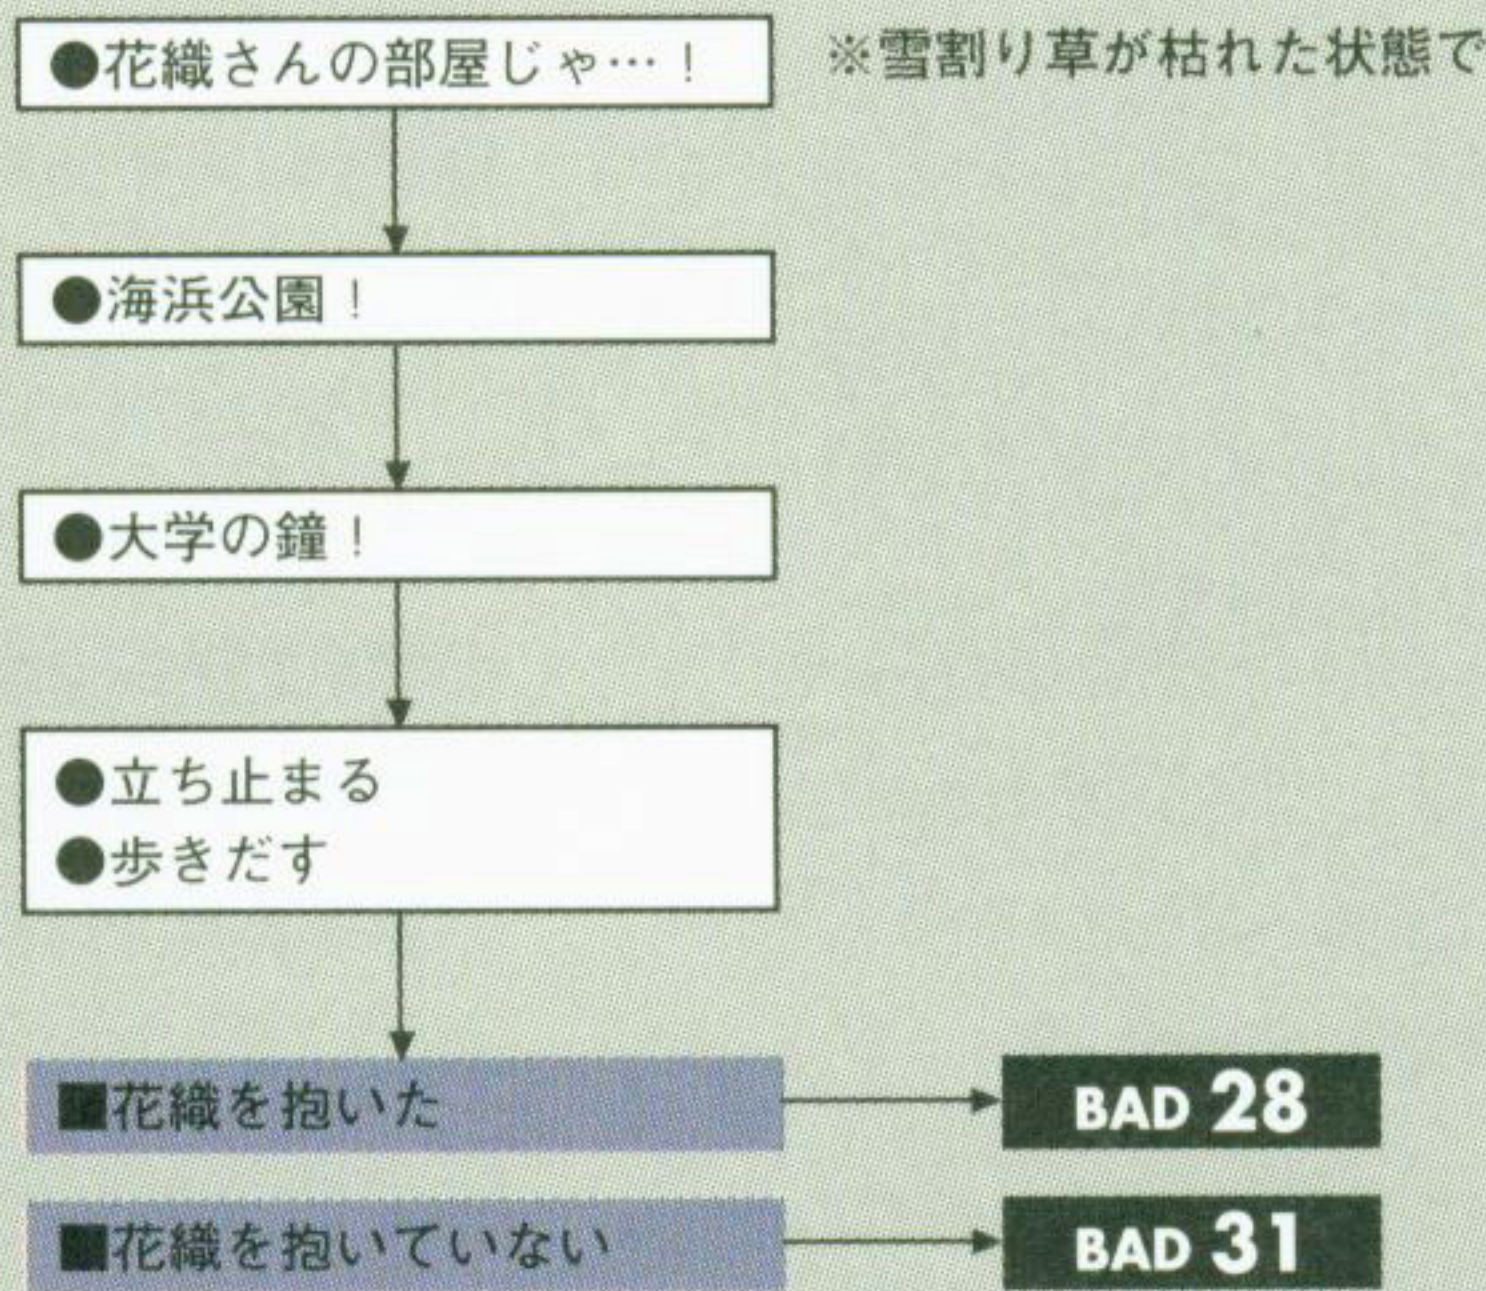 ●花織さんの部屋じゃ…！
※雪割り草が枯れた状態で
●海浜公園！
●大学の鐘！
●立ち止まる
●歩きだす
■花織を抱いた
BAD 28
■花織を抱いていない
BAD 31